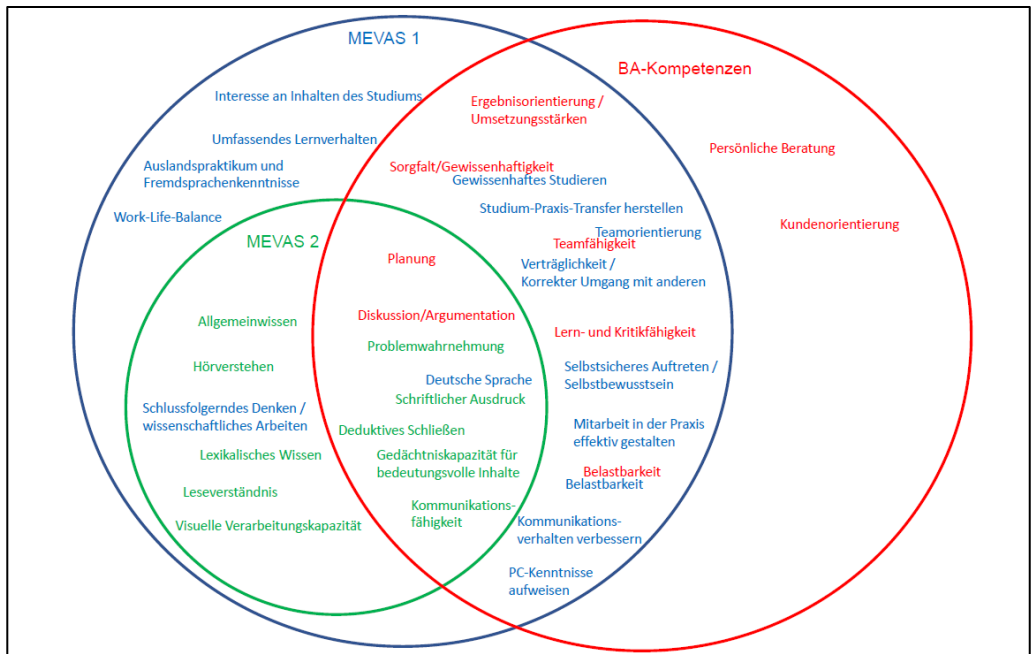 MEVAS 1
BA-Kompetenzen
Interesse an Inhalten des Studiums
Ergebnisorientierung /
Umsetzungsstärken
Umfassendes Lernverhalten
Persönliche Beratung
Auslandspraktikum und
Fremdsprachenkenntnisse
Sorgfalt/Gewissenhaftigkeit
Gewissenhaftes Studieren
Work-Life-Balance
Studium-Praxis-Transfer herstellen
Kundenorientierung
MEVAS 2
Teamorientierung
Teamfähigkeit
Planung
Verträglichkeit /
Korrekter Umgang mit anderen
Allgemeinwissen
Diskussion/Argumentation
Lern- und Kritikfähigkeit
Problemwahrnehmung
Hörverstehen
Selbstsicheres Auftreten /
Selbstbewusstsein
Deutsche Sprache
Schriftlicher Ausdruck
Schlussfolgerndes Denken /
wissenschaftliches Arbeiten
Deduktives Schließen
Mitarbeit in der Praxis
effektiv gestalten
Lexikalisches Wissen
Gedächtniskapazität für
bedeutungsvolle Inhalte
Belastbarkeit
Belastbarkeit
Leseverständnis
Kommunikations-
fähigkeit
Visuelle Verarbeitungskapazität
Kommunikations-
verhalten verbessern
PC-Kenntnisse
aufweisen